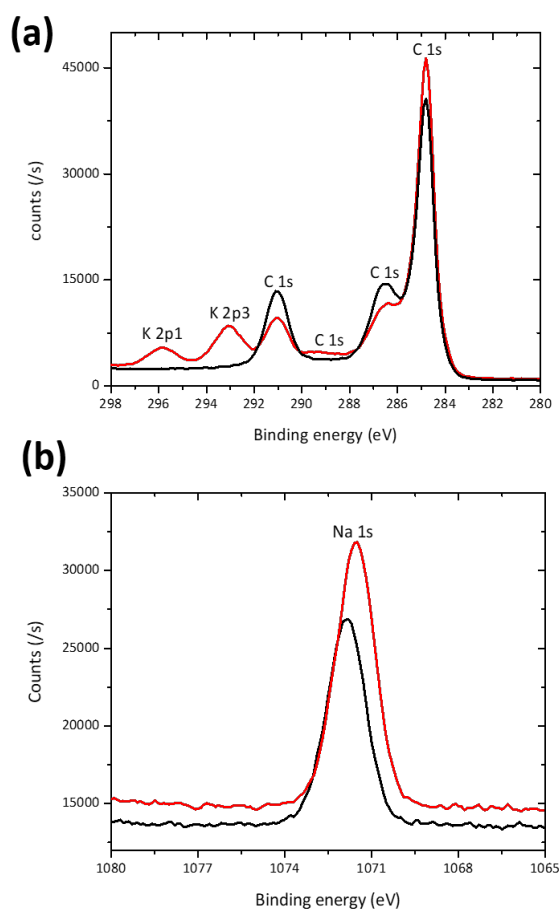 (a)
45000
30000
15000
0
counts (/s)
C 1s
C 1s
C 1s
C 1s
K 2p3
K 2p1
298 296 294 292 290 288 286 284 282 280
Binding energy (eV)
(b)
35000
30000
25000
20000
15000
Counts (/s)
Na 1s
1080 1077 1074 1071 1068 1065
Binding energy (eV)